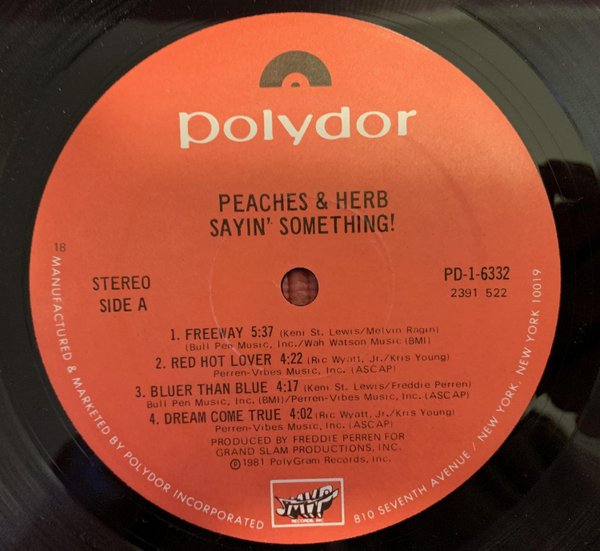 polydor
PEACHES & HERB
SAYIN' SOMETHING!
18
STEREO
SIDE A
PD-1-6332
2391 522
1. FREEWAY 5:37 (Keni St. Lewis/Melvin Ragin)
(Bull Pen Music, Inc./Wah Watson Music (BMI)
2. RED HOT LOVER 4:22 (Ric Wyatt, Jr./Kris Young)
Perren-Vibes Music, Inc. (ASCAP)
3. BLUER THAN BLUE 4:17 (Keni St. Lewis/Freddie Perren)
Bull Pen Music, Inc. (BMI)/Perren-Vibes Music, Inc. (ASCAP)
4. DREAM COME TRUE 4:02 (Ric Wyatt, Jr./Kris Young)
Perren-Vibes Music, Inc. (ASCAP)
PRODUCED BY FREDDIE PERREN FOR
GRAND SLAM PRODUCTIONS, INC.
℗ 1981 PolyGram Records, Inc.
MVP
RECORDS, INC.
MANUFACTURED & MARKETED BY POLYDOR INCORPORATED
810 SEVENTH AVENUE / NEW YORK, NEW YORK 10019